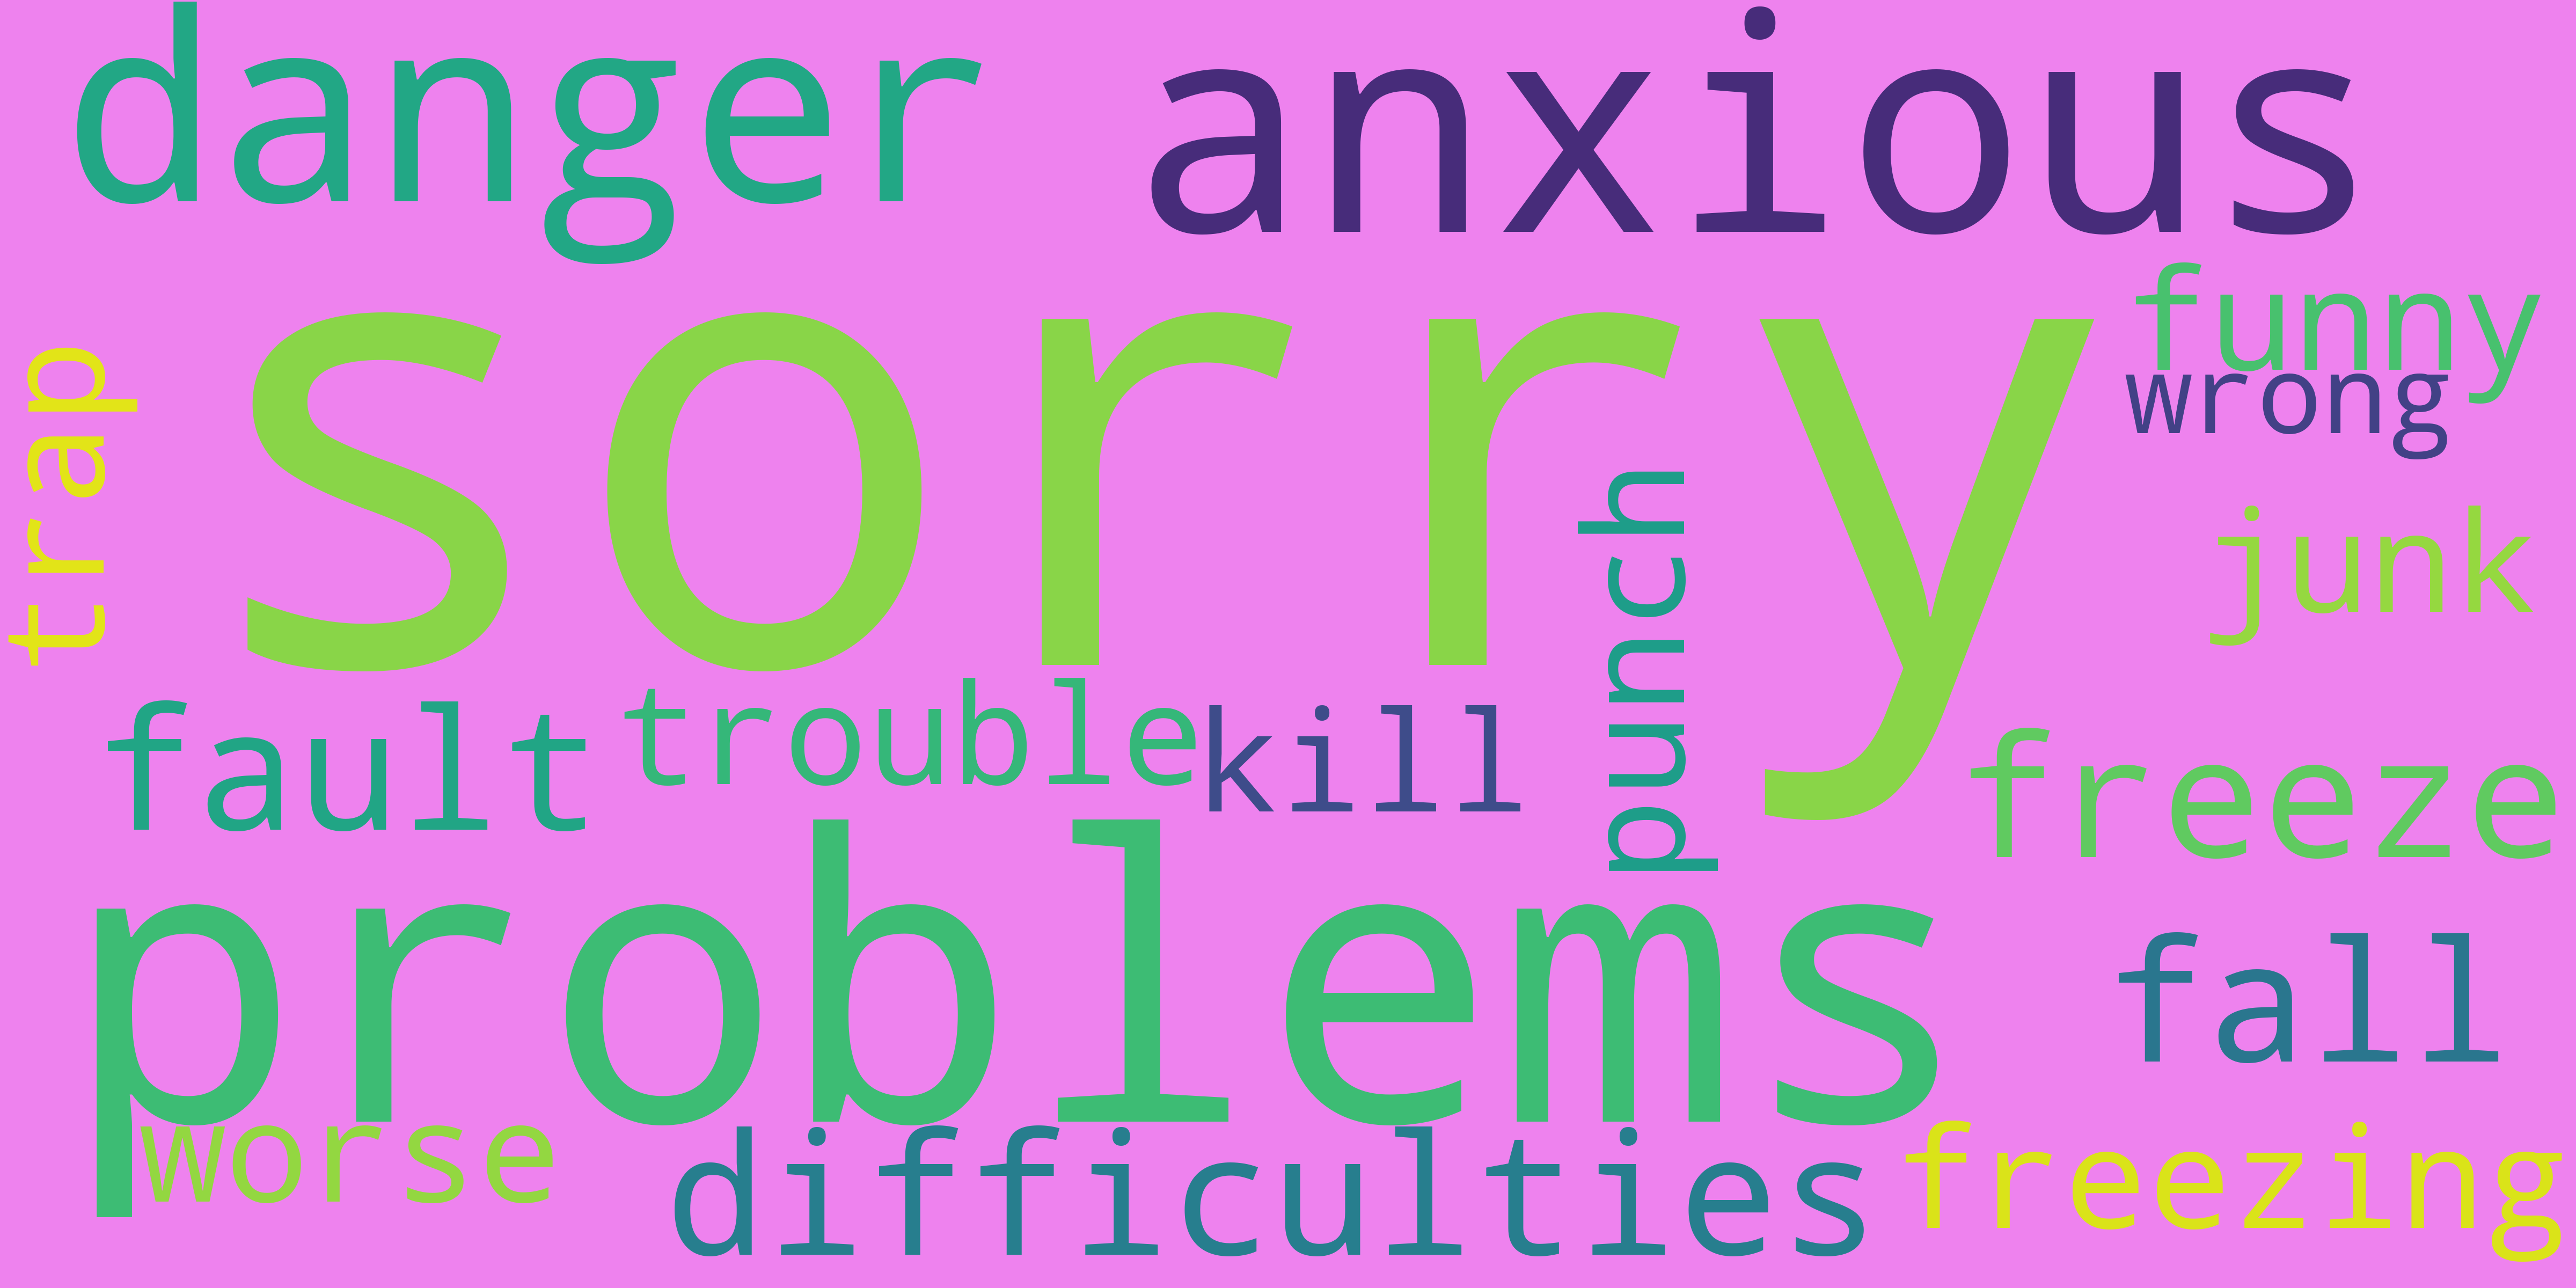 danger
anxious
sorry
funny
wrong
trap
junk
punch
fault
trouble
kill
freeze
problems
fall
worse
difficulties
freezing